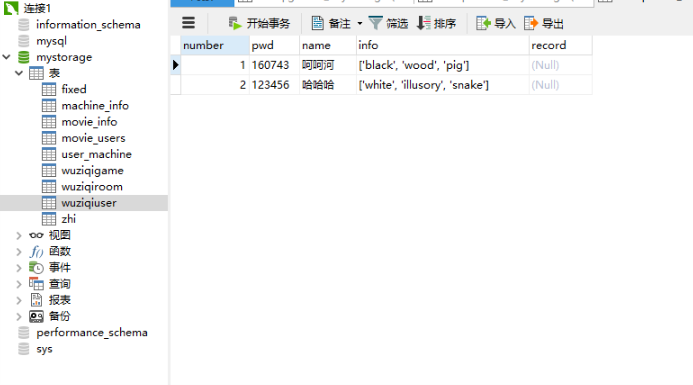 连接1
information_schema
mysql
mystorage
表
fixed
machine_info
movie_info
movie_users
user_machine
wuziqigame
wuziqiroom
wuziqiuser
zhi
视图
函数
事件
查询
报表
备份
performance_schema
sys
开始事务 备注 筛选 排序 导入 导出
number pwd name info record
1 160743 呵呵河 ['black', 'wood', 'pig'] (Null)
2 123456 哈哈哈 ['white', 'illusory', 'snake'] (Null)